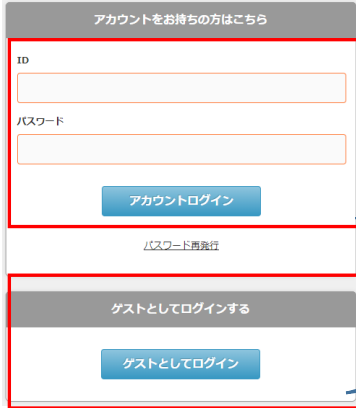 アカウントをお持ちの方はこちら
ID
パスワード
アカウントログイン
パスワード再発行
ゲストとしてログインする
ゲストとしてログイン